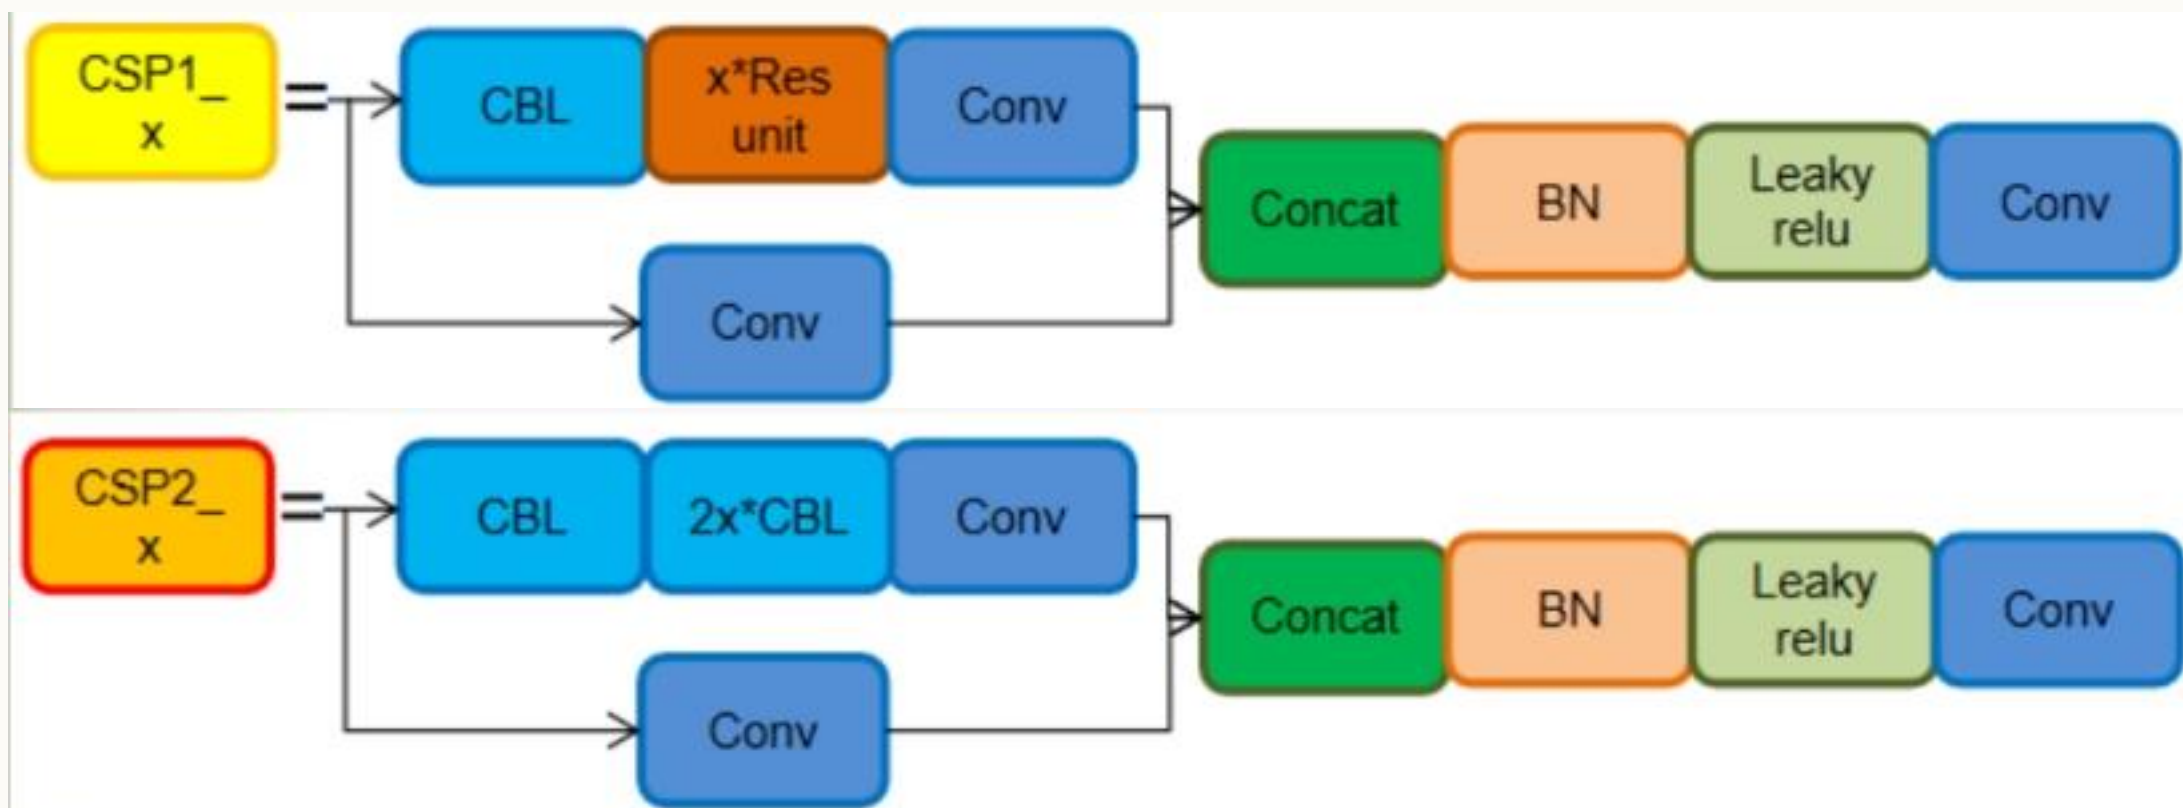 CSP1_
x
=
CBL
x*Res
unit
Conv
Conv
Concat
BN
Leaky
relu
Conv
CSP2_
x
=
CBL
2x*CBL
Conv
Conv
Concat
BN
Leaky
relu
Conv